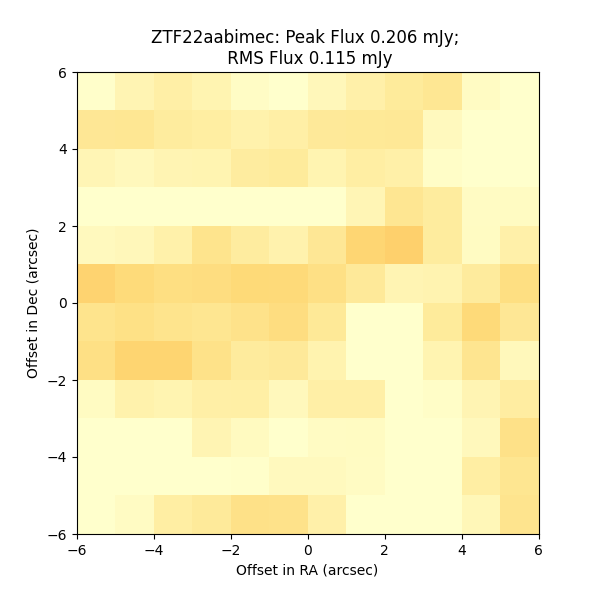 ZTF22aabimec: Peak Flux 0.206 mJy;
RMS Flux 0.115 mJy
6
4
2
0
−2
−4
−6
Offset in Dec (arcsec)
−6 −4 −2 0 2 4 6
Offset in RA (arcsec)